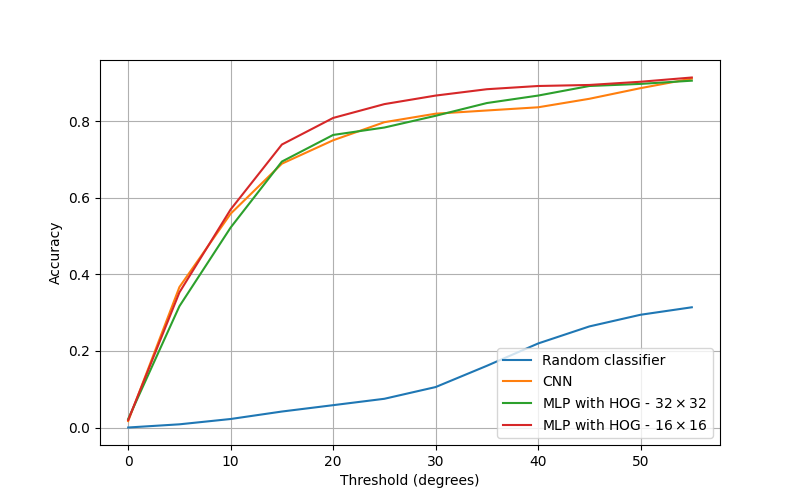 0.8
0.6
0.4
0.2
0.0
Accuracy
0
10
20
30
40
50
Threshold (degrees)
Random classifier
CNN
MLP with HOG - 32 × 32
MLP with HOG - 16 × 16